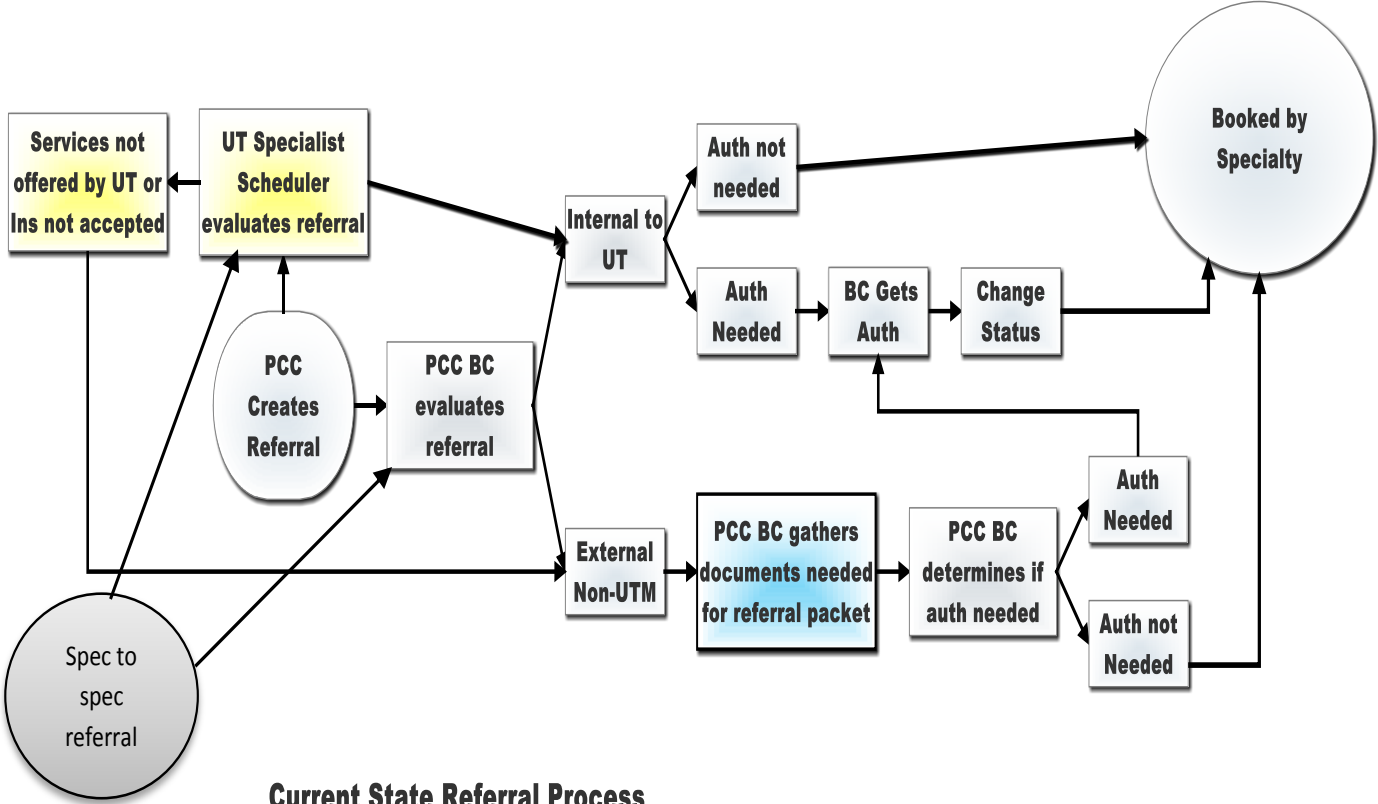 Services not
offered by UT or
Ins not accepted
UT Specialist
Scheduler
evaluates referral
Auth not
needed
Booked by
Specialty
Internal to
UT
Auth
Needed
BC Gets
Auth
Change
Status
PCC
Creates
Referral
PCC BC
evaluates
referral
Auth
Needed
External
Non-UTM
PCC BC gathers
documents needed
for referral packet
PCC BC
determines if
auth needed
Auth not
Needed
Spec to
spec
referral
Current State Referral Process